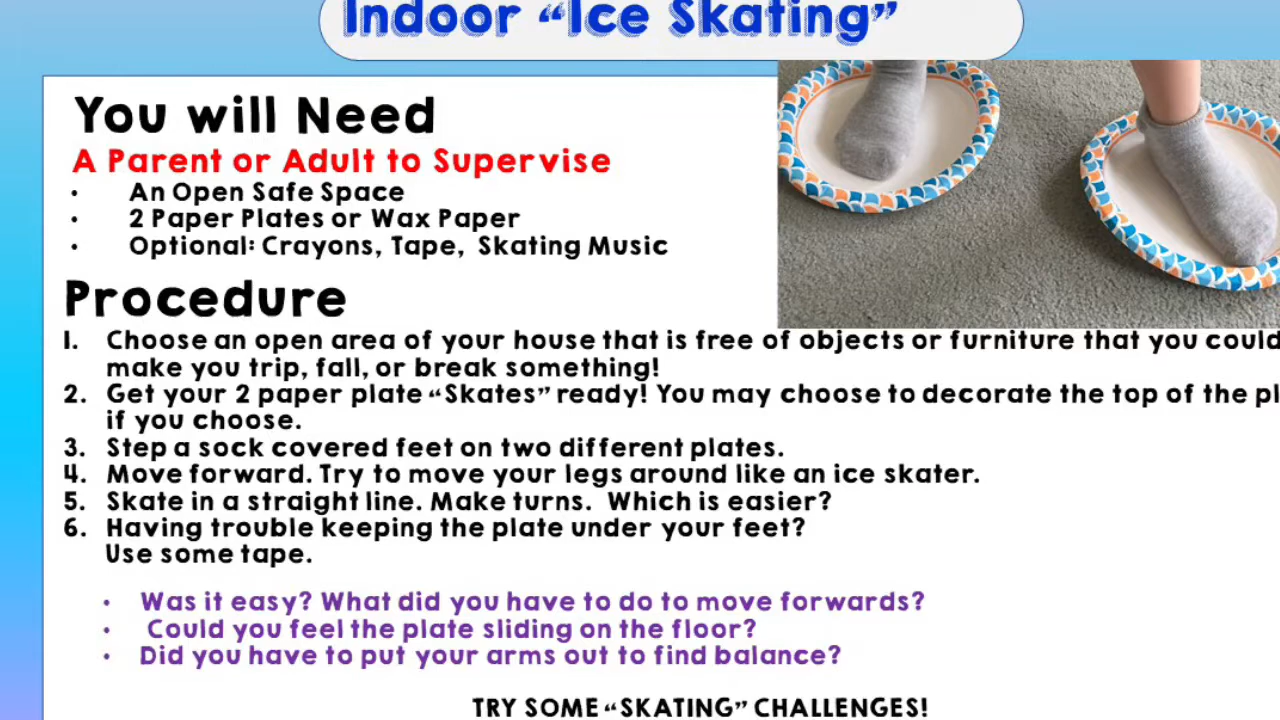 Indoor “Ice Skating”
You will Need
A Parent or Adult to Supervise
• An Open Safe Space
• 2 Paper Plates or Wax Paper
• Optional: Crayons, Tape, Skating Music
Procedure
1. Choose an open area of your house that is free of objects or furniture that you could
make you trip, fall, or break something!
2. Get your 2 paper plate “Skates” ready! You may choose to decorate the top of the
if you choose.
3. Step a sock covered feet on two different plates.
4. Move forward. Try to move your legs around like an ice skater.
5. Skate in a straight line. Make turns. Which is easier?
6. Having trouble keeping the plate under your feet?
Use some tape.
• Was it easy? What did you have to do to move forwards?
• Could you feel the plate sliding on the floor?
• Did you have to put your arms out to find balance?
TRY SOME “SKATING” CHALLENGES!